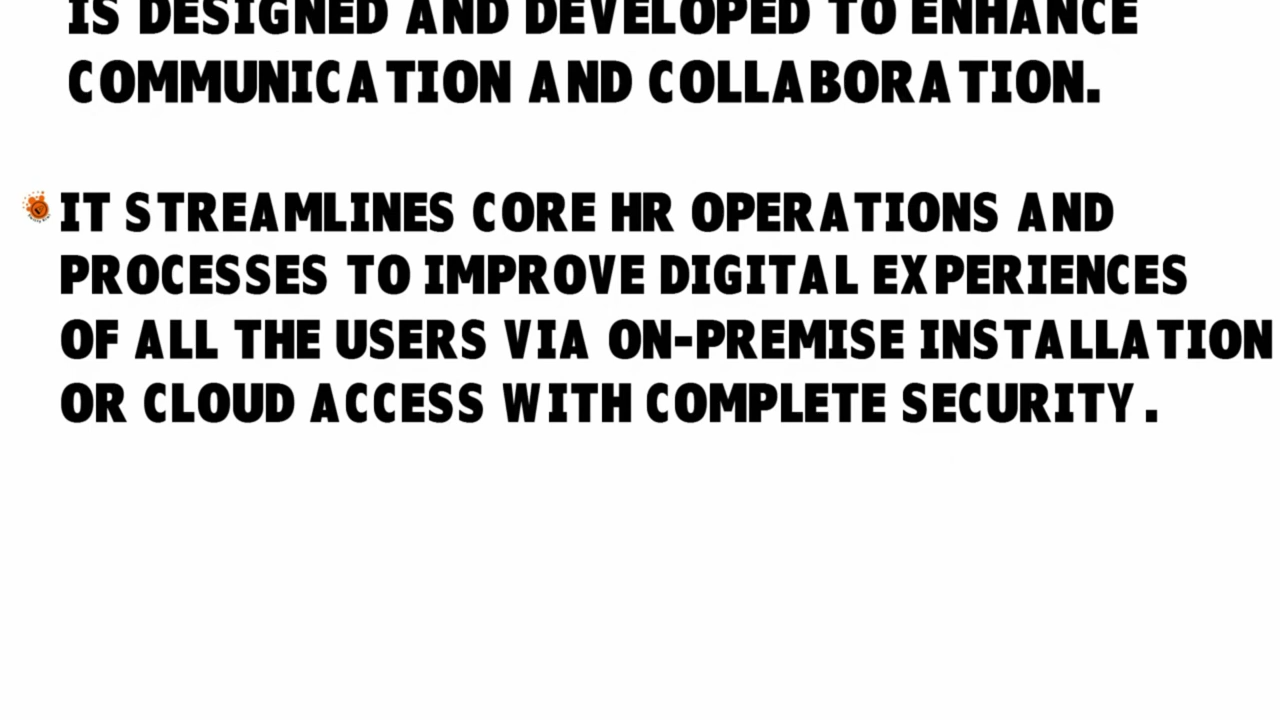 IS DESIGNED AND DEVELOPED TO ENHANCE
COMMUNICATION AND COLLABORATION.
IT STREAMLINES CORE HR OPERATIONS AND
PROCESSES TO IMPROVE DIGITAL EXPERIENCES
OF ALL THE USERS VIA ON-PREMISE INSTALLATION
OR CLOUD ACCESS WITH COMPLETE SECURITY.